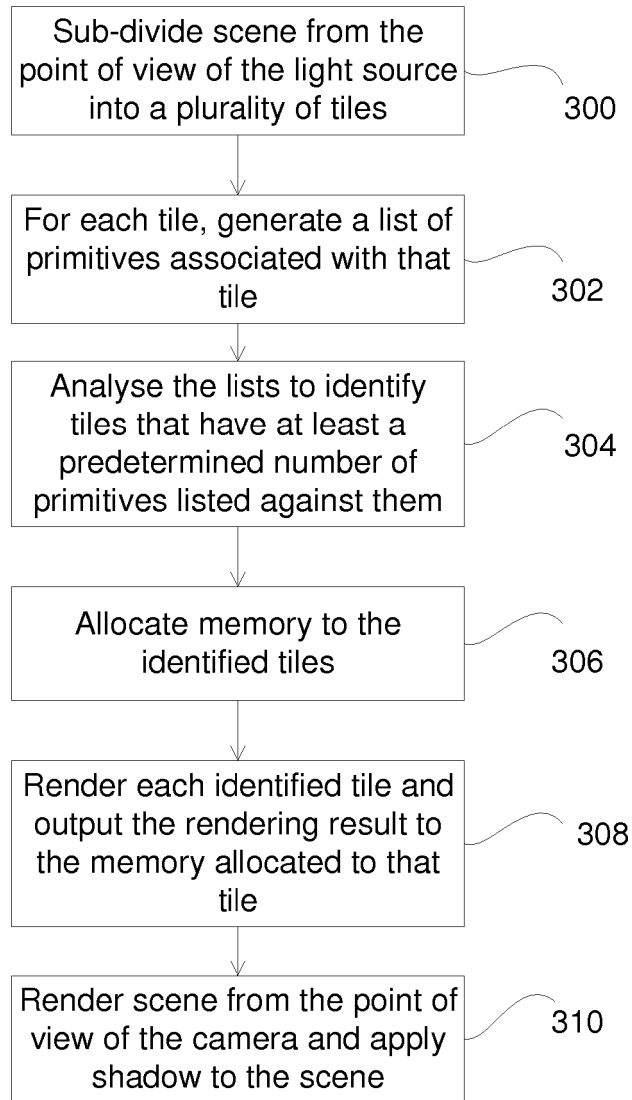 Sub-divide scene from the
point of view of the light source
into a plurality of tiles
300
For each tile, generate a list of
primitives associated with that
tile
302
Analyse the lists to identify
tiles that have at least a
predetermined number of
primitives listed against them
304
Allocate memory to the
identified tiles
306
Render each identified tile and
output the rendering result to
the memory allocated to that
tile
308
Render scene from the point of
view of the camera and apply
shadow to the scene
310